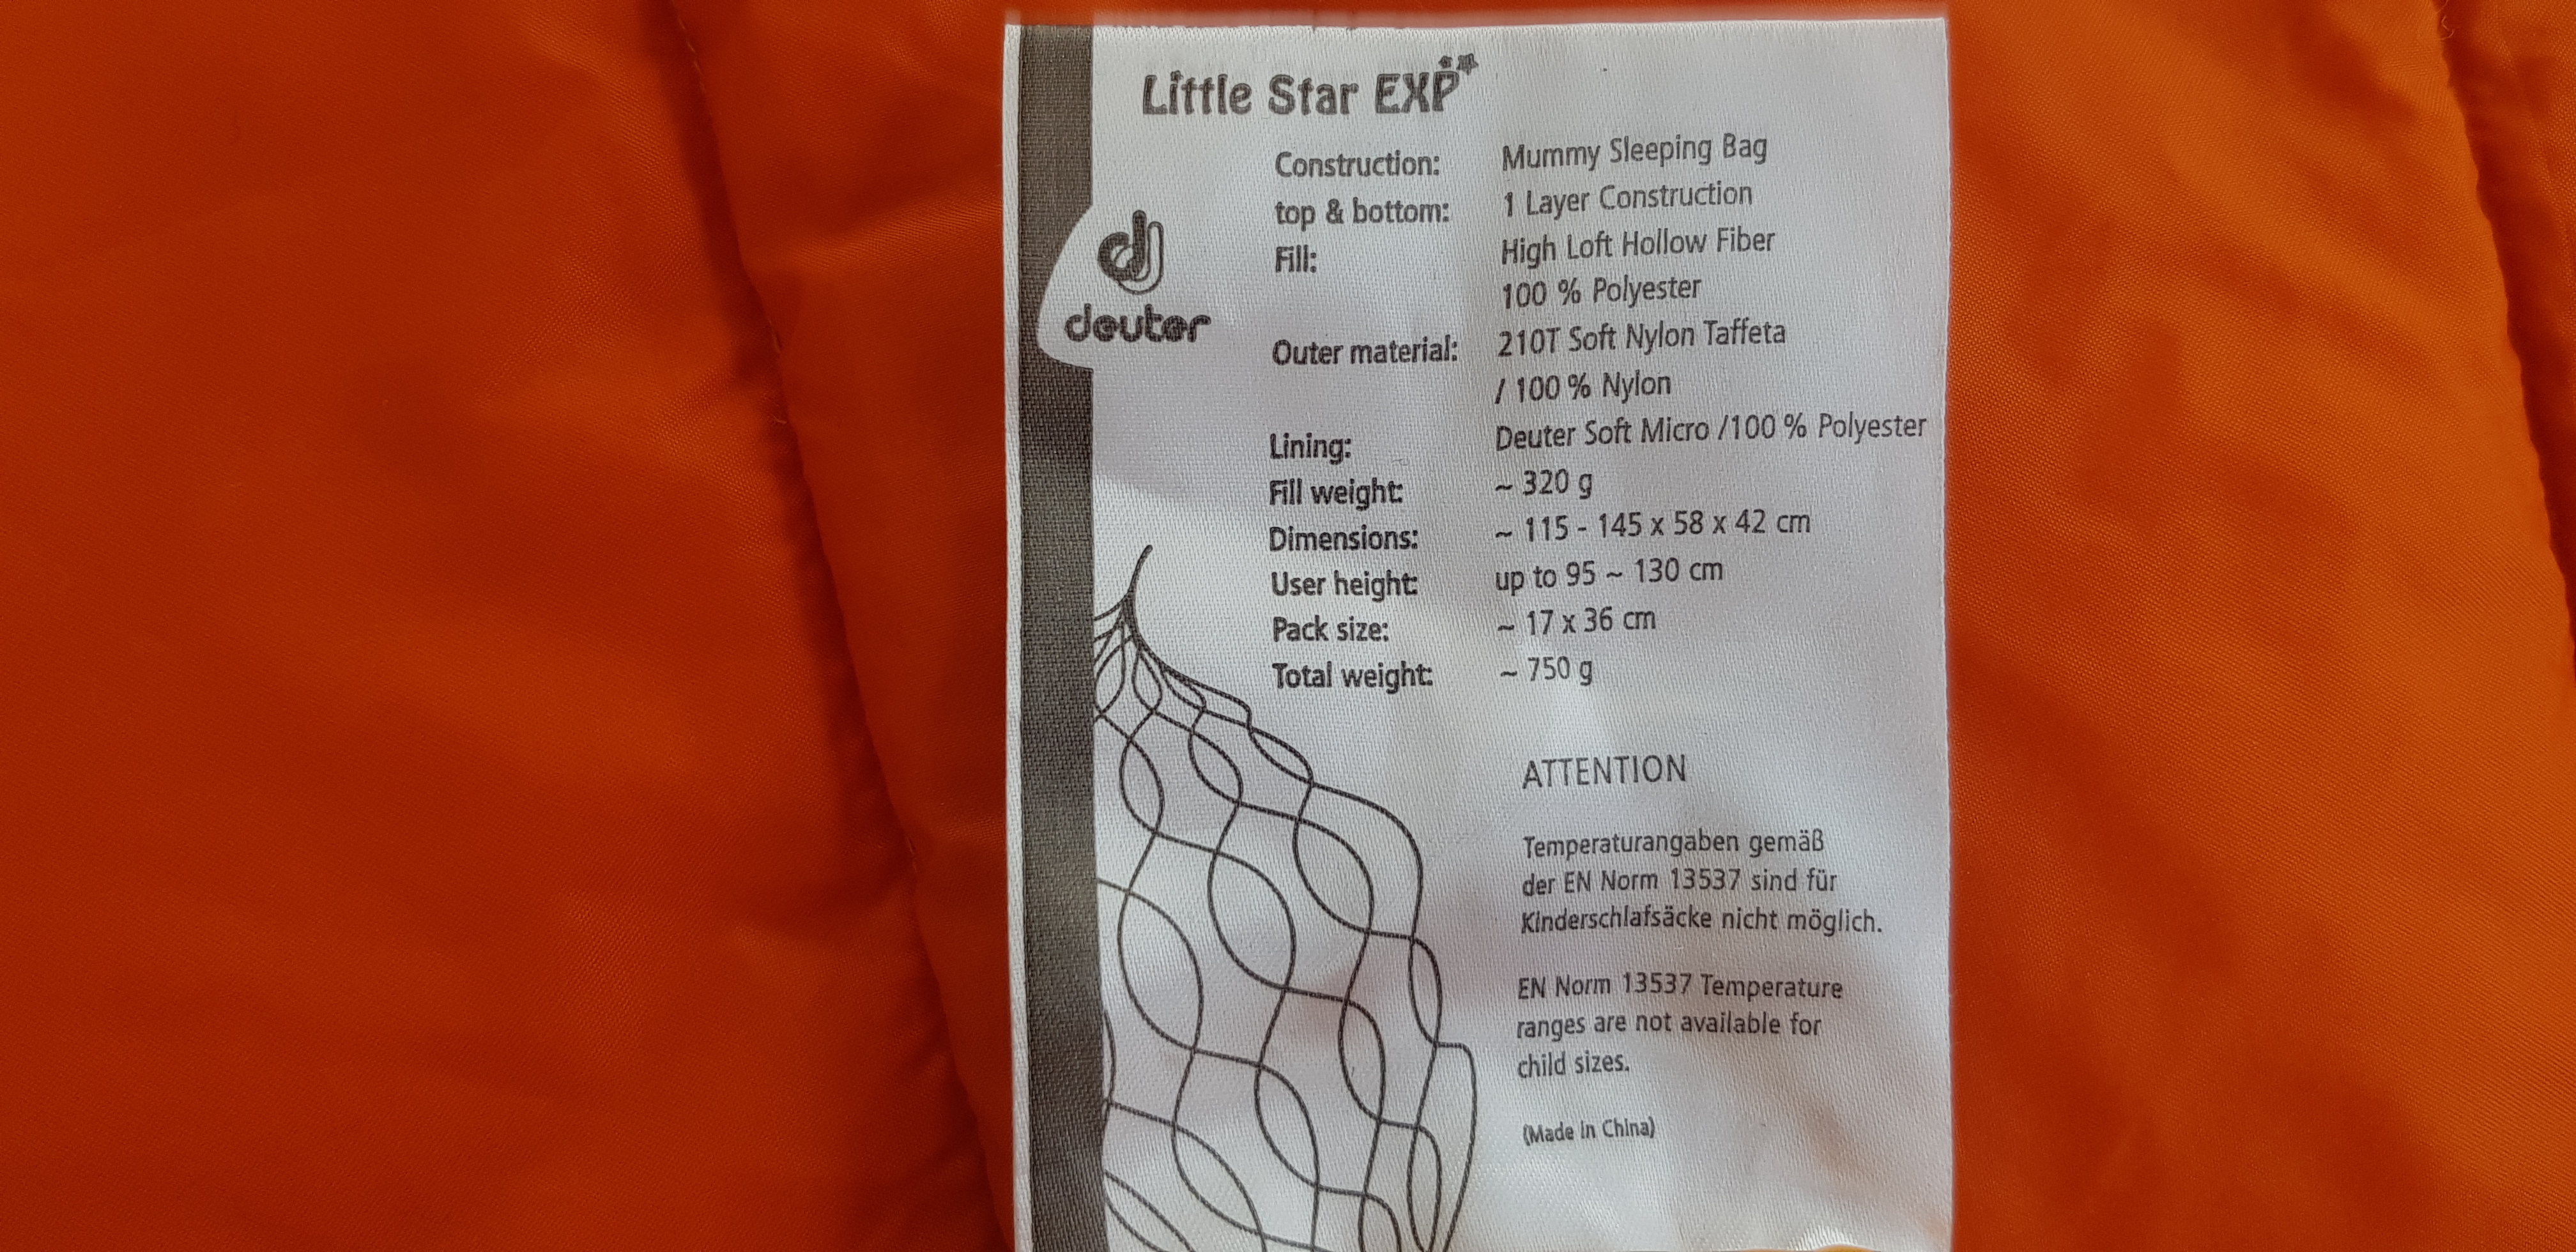 Little Star EXP
deuter
Construction: Mummy Sleeping Bag
top & bottom: 1 Layer Construction
Fill: High Loft Hollow Fiber
100 % Polyester
Outer material: 210T Soft Nylon Taffeta
/ 100 % Nylon
Lining: Deuter Soft Micro /100 % Polyester
Fill weight: ~ 320 g
Dimensions: ~ 115 - 145 x 58 x 42 cm
User height: up to 95 ~ 130 cm
Pack size: ~ 17 x 36 cm
Total weight: ~ 750 g
ATTENTION
Temperaturangaben gemäß
der EN Norm 13537 sind für
Kinderschlafsäcke nicht möglich.
EN Norm 13537 Temperature
ranges are not available for
child sizes.
(Made in China)